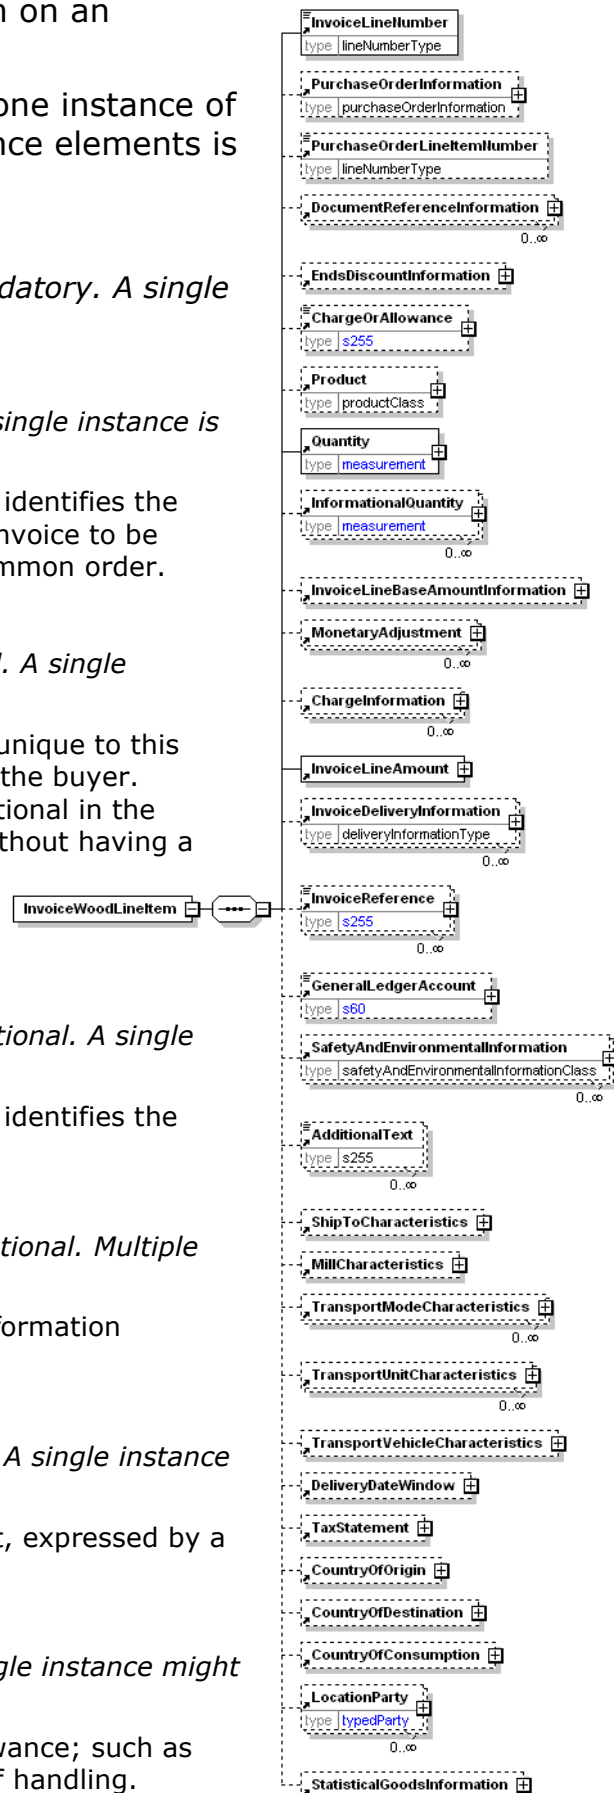 n on an
one instance of
nce elements is
datory. A single
single instance is
identifies the
nvoice to be
mmon order.
. A single
unique to this
the buyer.
tional in the
thout having a
tional. A single
identifies the
tional. Multiple
formation
A single instance
t, expressed by a
gle instance might
wance; such as
f handling.
InvoiceWoodLineItem
InvoiceLineNumber
type lineNumberType
PurchaseOrderInformation
type purchaseOrderInformation
PurchaseOrderLineItemNumber
type lineNumberType
DocumentReferenceInformation
0..∞
EndsDiscountInformation
ChargeOrAllowance
type s255
Product
type productClass
Quantity
type measurement
InformationalQuantity
type measurement
0..∞
InvoiceLineBaseAmountInformation
MonetaryAdjustment
0..∞
ChargeInformation
0..∞
InvoiceLineAmount
InvoiceDeliveryInformation
type deliveryInformationType
0..∞
InvoiceReference
type s255
0..∞
GeneralLedgerAccount
type s60
SafetyAndEnvironmentalInformation
type safetyAndEnvironmentalInformationClass
0..∞
AdditionalText
type s255
0..∞
ShipToCharacteristics
MillCharacteristics
TransportModeCharacteristics
0..∞
TransportUnitCharacteristics
0..∞
TransportVehicleCharacteristics
DeliveryDateWindow
TaxStatement
CountryOfOrigin
CountryOfDestination
CountryOfConsumption
LocationParty
type typedParty
0..∞
StatisticalGoodsInformation